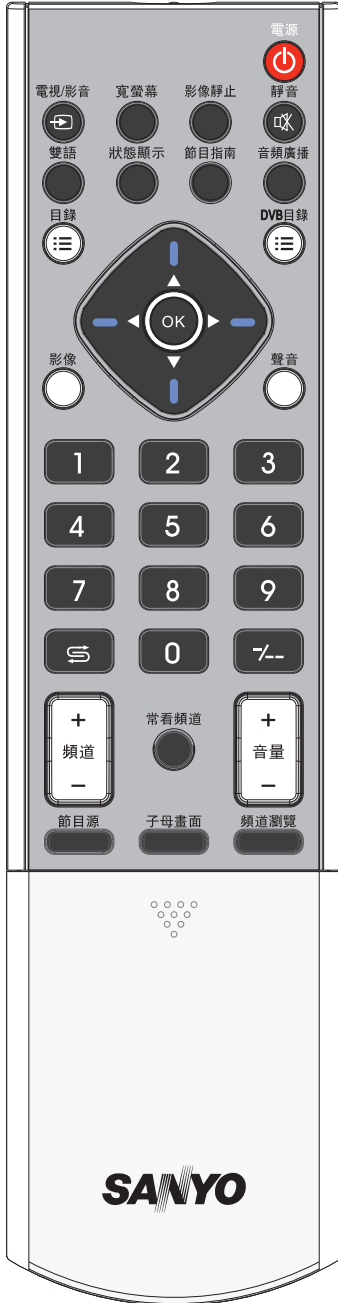 電源
電視/影音 寬螢幕 影像靜止 靜音
雙語 狀態顯示 節目指南 音頻廣播
目錄 DVB目錄
OK
影像 聲音
1 2 3
4 5 6
7 8 9
0 -/--
+ 常看頻道 +
頻道 音量
− −
節目源 子母畫面 頻道瀏覽
SANYO